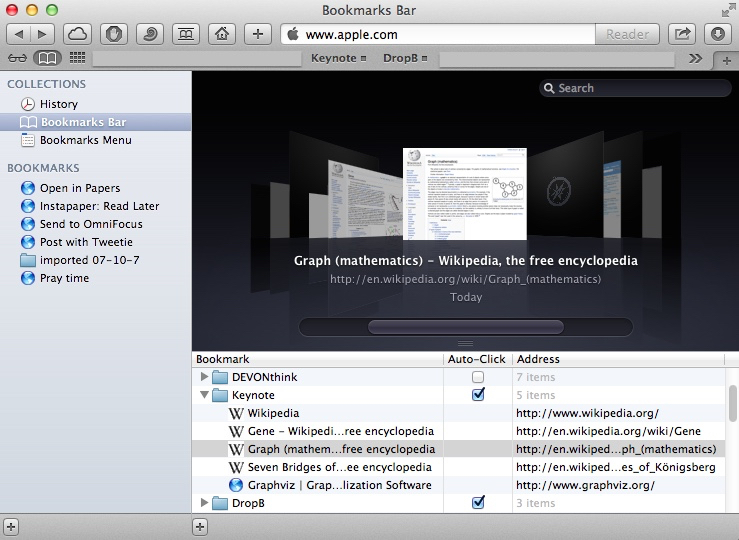 Bookmarks Bar
www.apple.com
Reader
Keynote
DropB
COLLECTIONS
History
Bookmarks Bar
Bookmarks Menu
BOOKMARKS
Open in Papers
Instapaper: Read Later
Send to OmniFocus
Post with Tweetie
imported 07-10-7
Pray time
Search
Graph (mathematics)
Graph (mathematics) – Wikipedia, the free encyclopedia
http://en.wikipedia.org/wiki/Graph_(mathematics)
Today
Bookmark Auto-Click Address
DEVONthink 7 items
Keynote 5 items
Wikipedia http://www.wikipedia.org/
Gene – Wikipedi...ree encyclopedia http://en.wikipedia.org/wiki/Gene
Graph (mathem...free encyclopedia http://en.wikiped...ph_(mathematics)
Seven Bridges of...ee encyclopedia http://en.wikiped...es_of_Königsberg
Graphviz | Grap...lization Software http://www.graphviz.org/
DropB 3 items